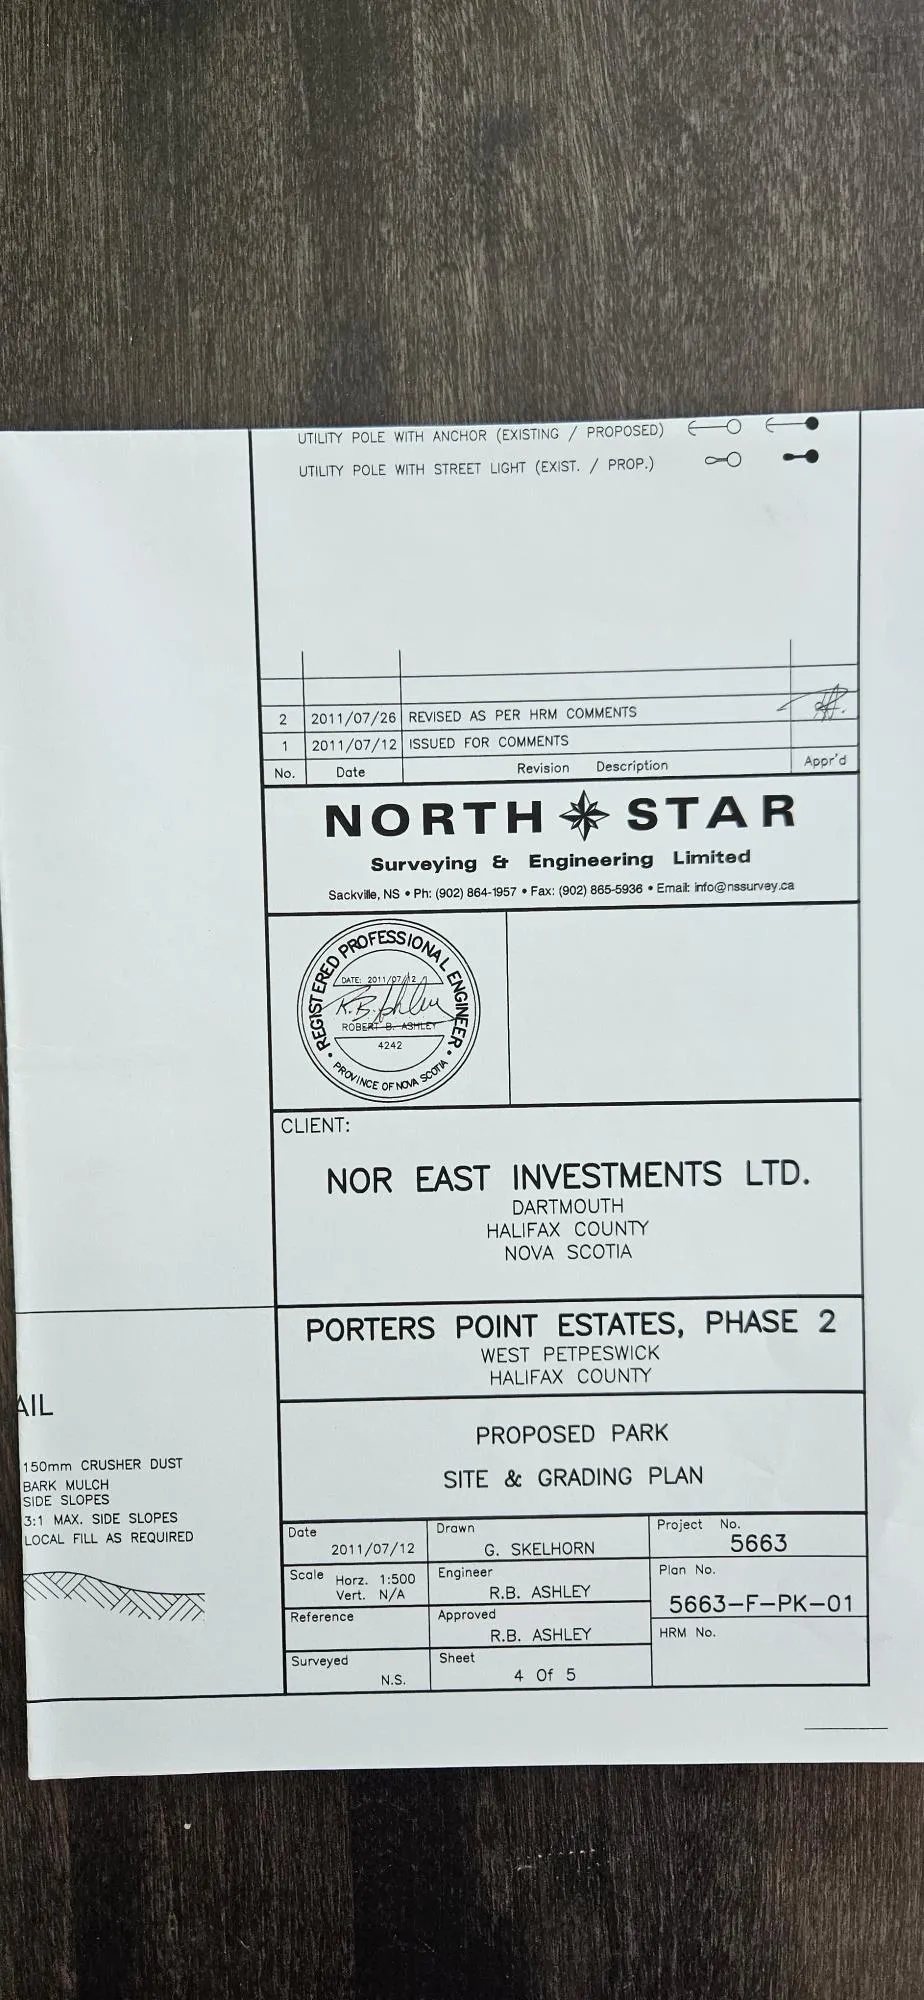 UTILITY POLE WITH ANCHOR (EXISTING / PROPOSED)
UTILITY POLE WITH STREET LIGHT (EXIST. / PROP.)
2 2011/07/26 REVISED AS PER HRM COMMENTS
1 2011/07/12 ISSUED FOR COMMENTS
No. Date Revision Description Appr'd
NORTH STAR
Surveying & Engineering Limited
Sackville, NS • Ph: (902) 864-1957 • Fax: (902) 865-5936 • Email: info@nssurvey.ca
REGISTERED PROFESSIONAL ENGINEER
DATE: 2011/07/12
R.B. Ashley
ROBERT B. ASHLEY
4242
PROVINCE OF NOVA SCOTIA
CLIENT:
NOR EAST INVESTMENTS LTD.
DARTMOUTH
HALIFAX COUNTY
NOVA SCOTIA
PORTERS POINT ESTATES, PHASE 2
WEST PETPESWICK
HALIFAX COUNTY
AIL
150mm CRUSHER DUST
BARK MULCH
SIDE SLOPES
3:1 MAX. SIDE SLOPES
LOCAL FILL AS REQUIRED
PROPOSED PARK
SITE & GRADING PLAN
Date
2011/07/12
Drawn
G. SKELHORN
Project No.
5663
Scale Horz. 1:500
Vert. N/A
Engineer
R.B. ASHLEY
Plan No.
5663-F-PK-01
Reference
Approved
R.B. ASHLEY
HRM No.
Surveyed
N.S.
Sheet
4 Of 5